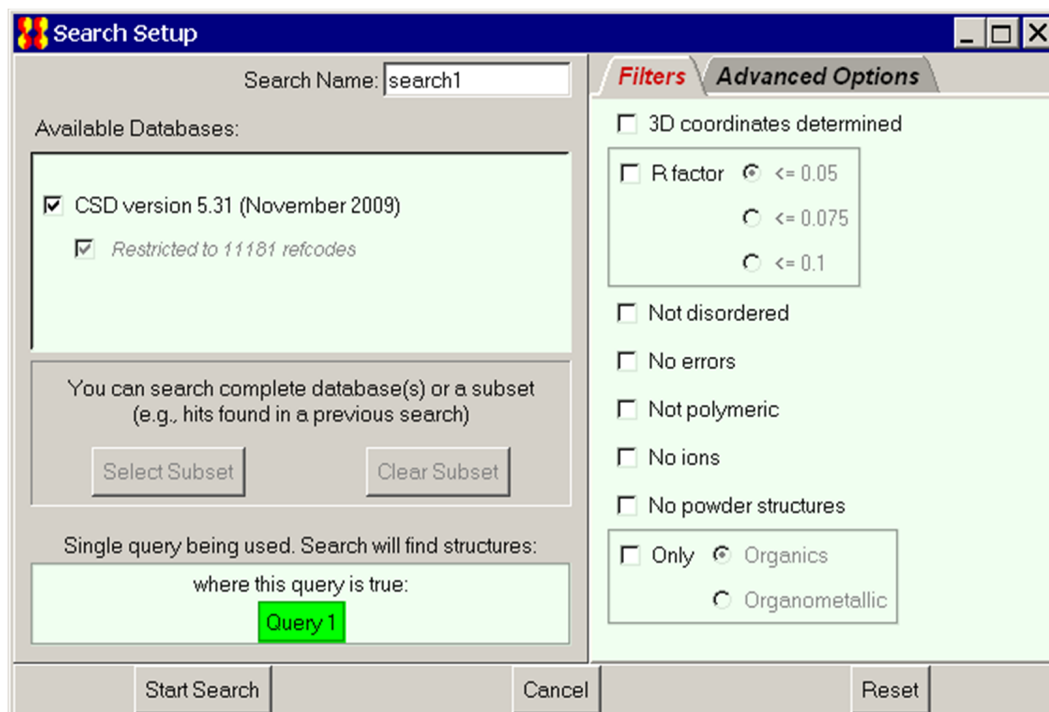 Search Setup
Search Name: search1
Available Databases:
CSD version 5.31 (November 2009)
Restricted to 11181 refcodes
You can search complete database(s) or a subset
(e.g., hits found in a previous search)
Select Subset
Clear Subset
Single query being used. Search will find structures:
where this query is true:
Query 1
Filters
Advanced Options
3D coordinates determined
R factor
<= 0.05
<= 0.075
<= 0.1
Not disordered
No errors
Not polymeric
No ions
No powder structures
Only
Organics
Organometallic
Start Search
Cancel
Reset